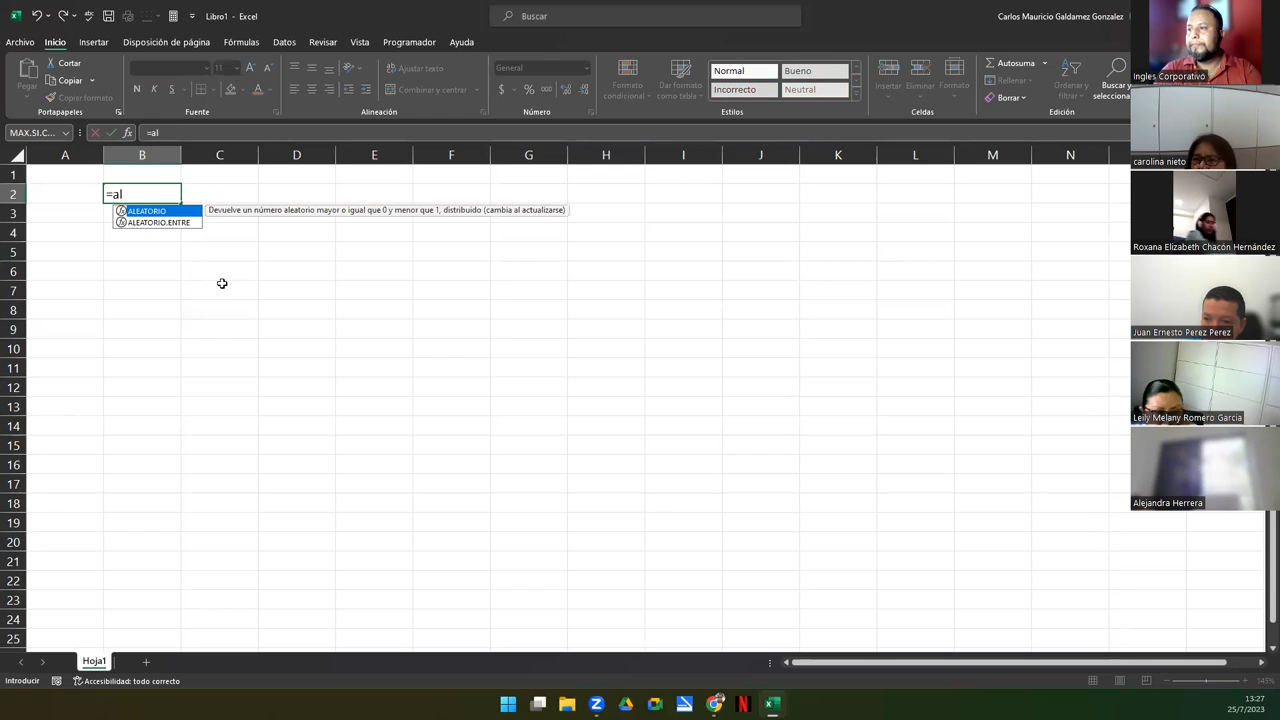 Libro1 - Excel
Buscar
Carlos Mauricio Galdamez Gonzalez
Archivo Inicio Insertar Disposición de página Fórmulas Datos Revisar Vista Programador Ayuda
Pegar
Cortar
Copiar
Copiar formato
Portapapeles
11
N K S
Fuente
Ajustar texto
Combinar y centrar
Alineación
General
Número
Formato condicional
Dar formato como tabla
Normal Bueno
Incorrecto Neutral
Estilos
Insertar Eliminar Formato
Celdas
Autosuma
Rellenar
Borrar
Ordenar y filtrar
Buscar y seleccionar
Edición
MAX.SI.C... =al
A B C D E F G H I J K L M N
1
2 =al
ALEATORIO Devuelve un número aleatorio mayor o igual que 0 y menor que 1, distribuido (cambia al actualizarse)
ALEATORIO.ENTRE
3
4
5
6
7
8
9
10
11
12
13
14
15
16
17
18
19
20
21
22
23
24
25
Ingles Corporativo
carolina nieto
Roxana Elizabeth Chacón Hernández
Juan Ernesto Perez Perez
Leily Melany Romero Garcia
Alejandra Herrera
Hoja1
Introducir Accesibilidad: todo correcto
145%
13:27
25/7/2023